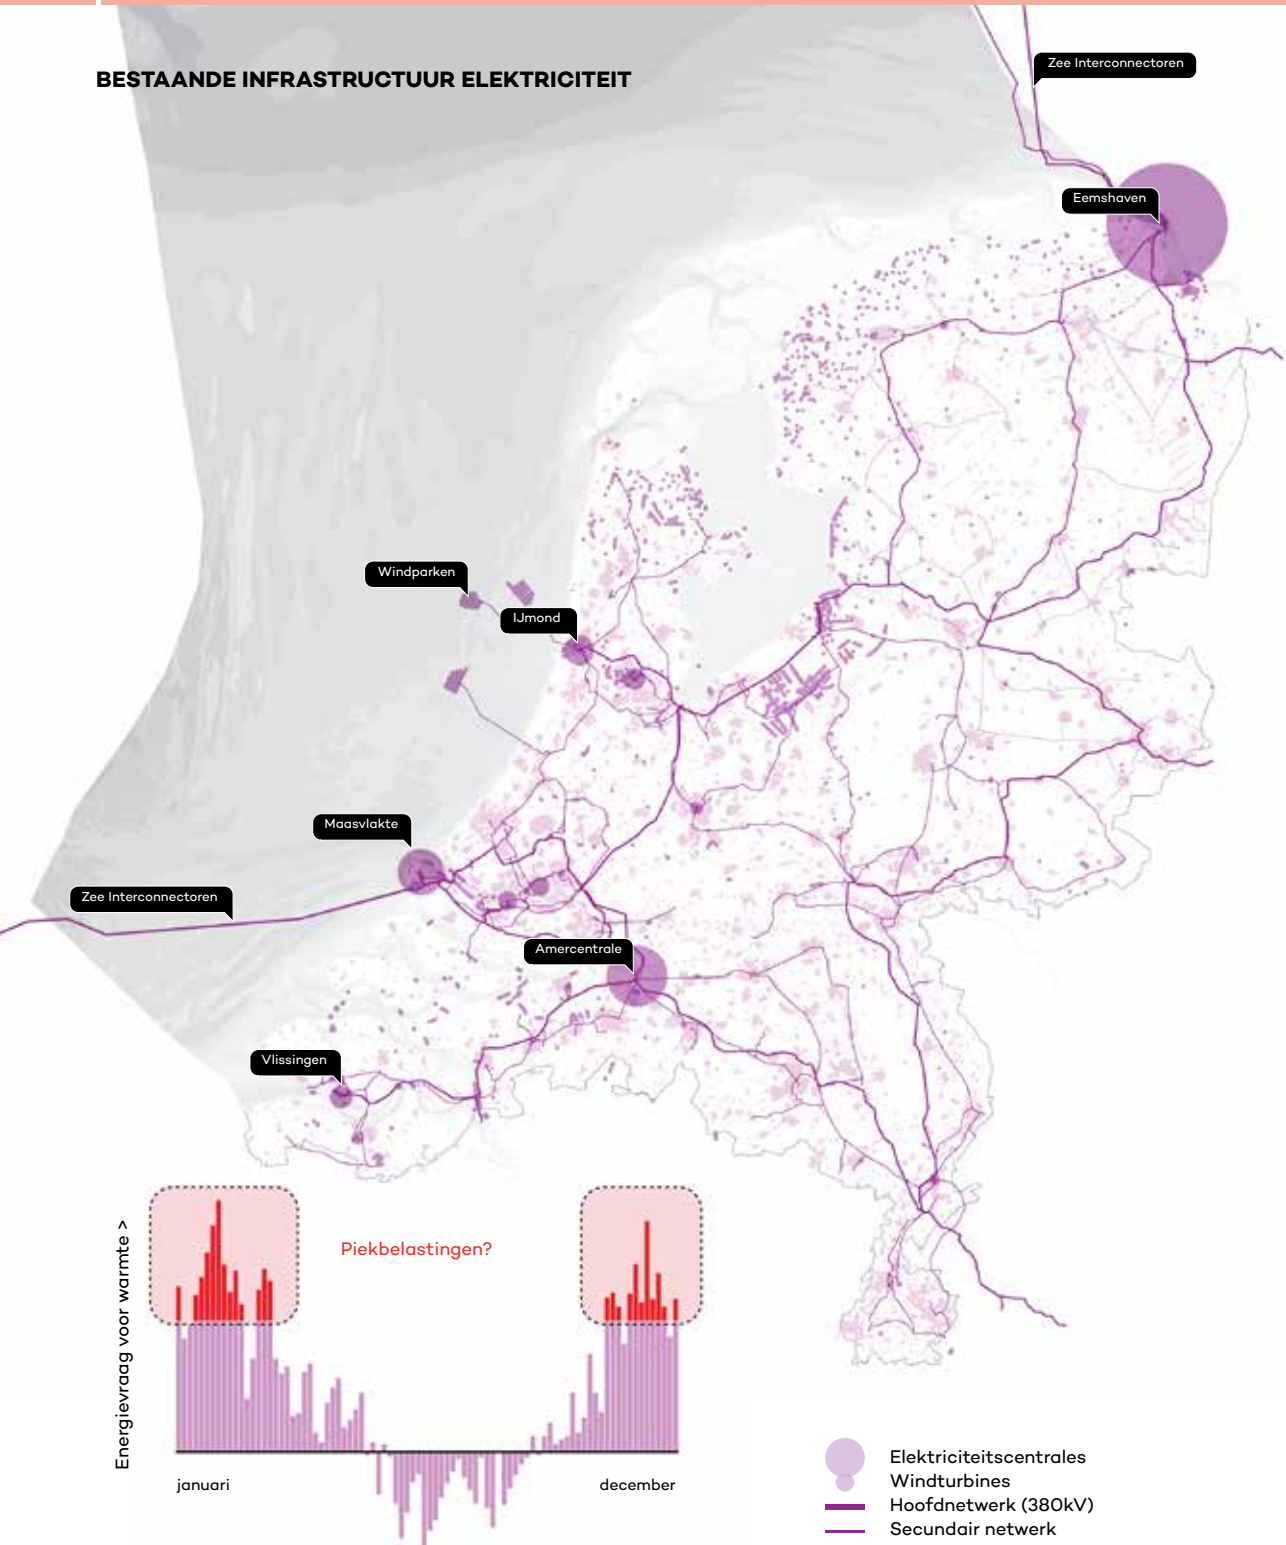 BESTAANDE INFRASTRUCTUUR ELEKTRICITEIT
Zee Interconnectoren
Eemshaven
Windparken
IJmond
Maasvlakte
Zee Interconnectoren
Amercentrale
Vlissingen
Piekbelastingen?
Energievraag voor warmte >
januari
december
Elektriciteitscentrales
Windturbines
Hoofdnetwerk (380kV)
Secundair netwerk